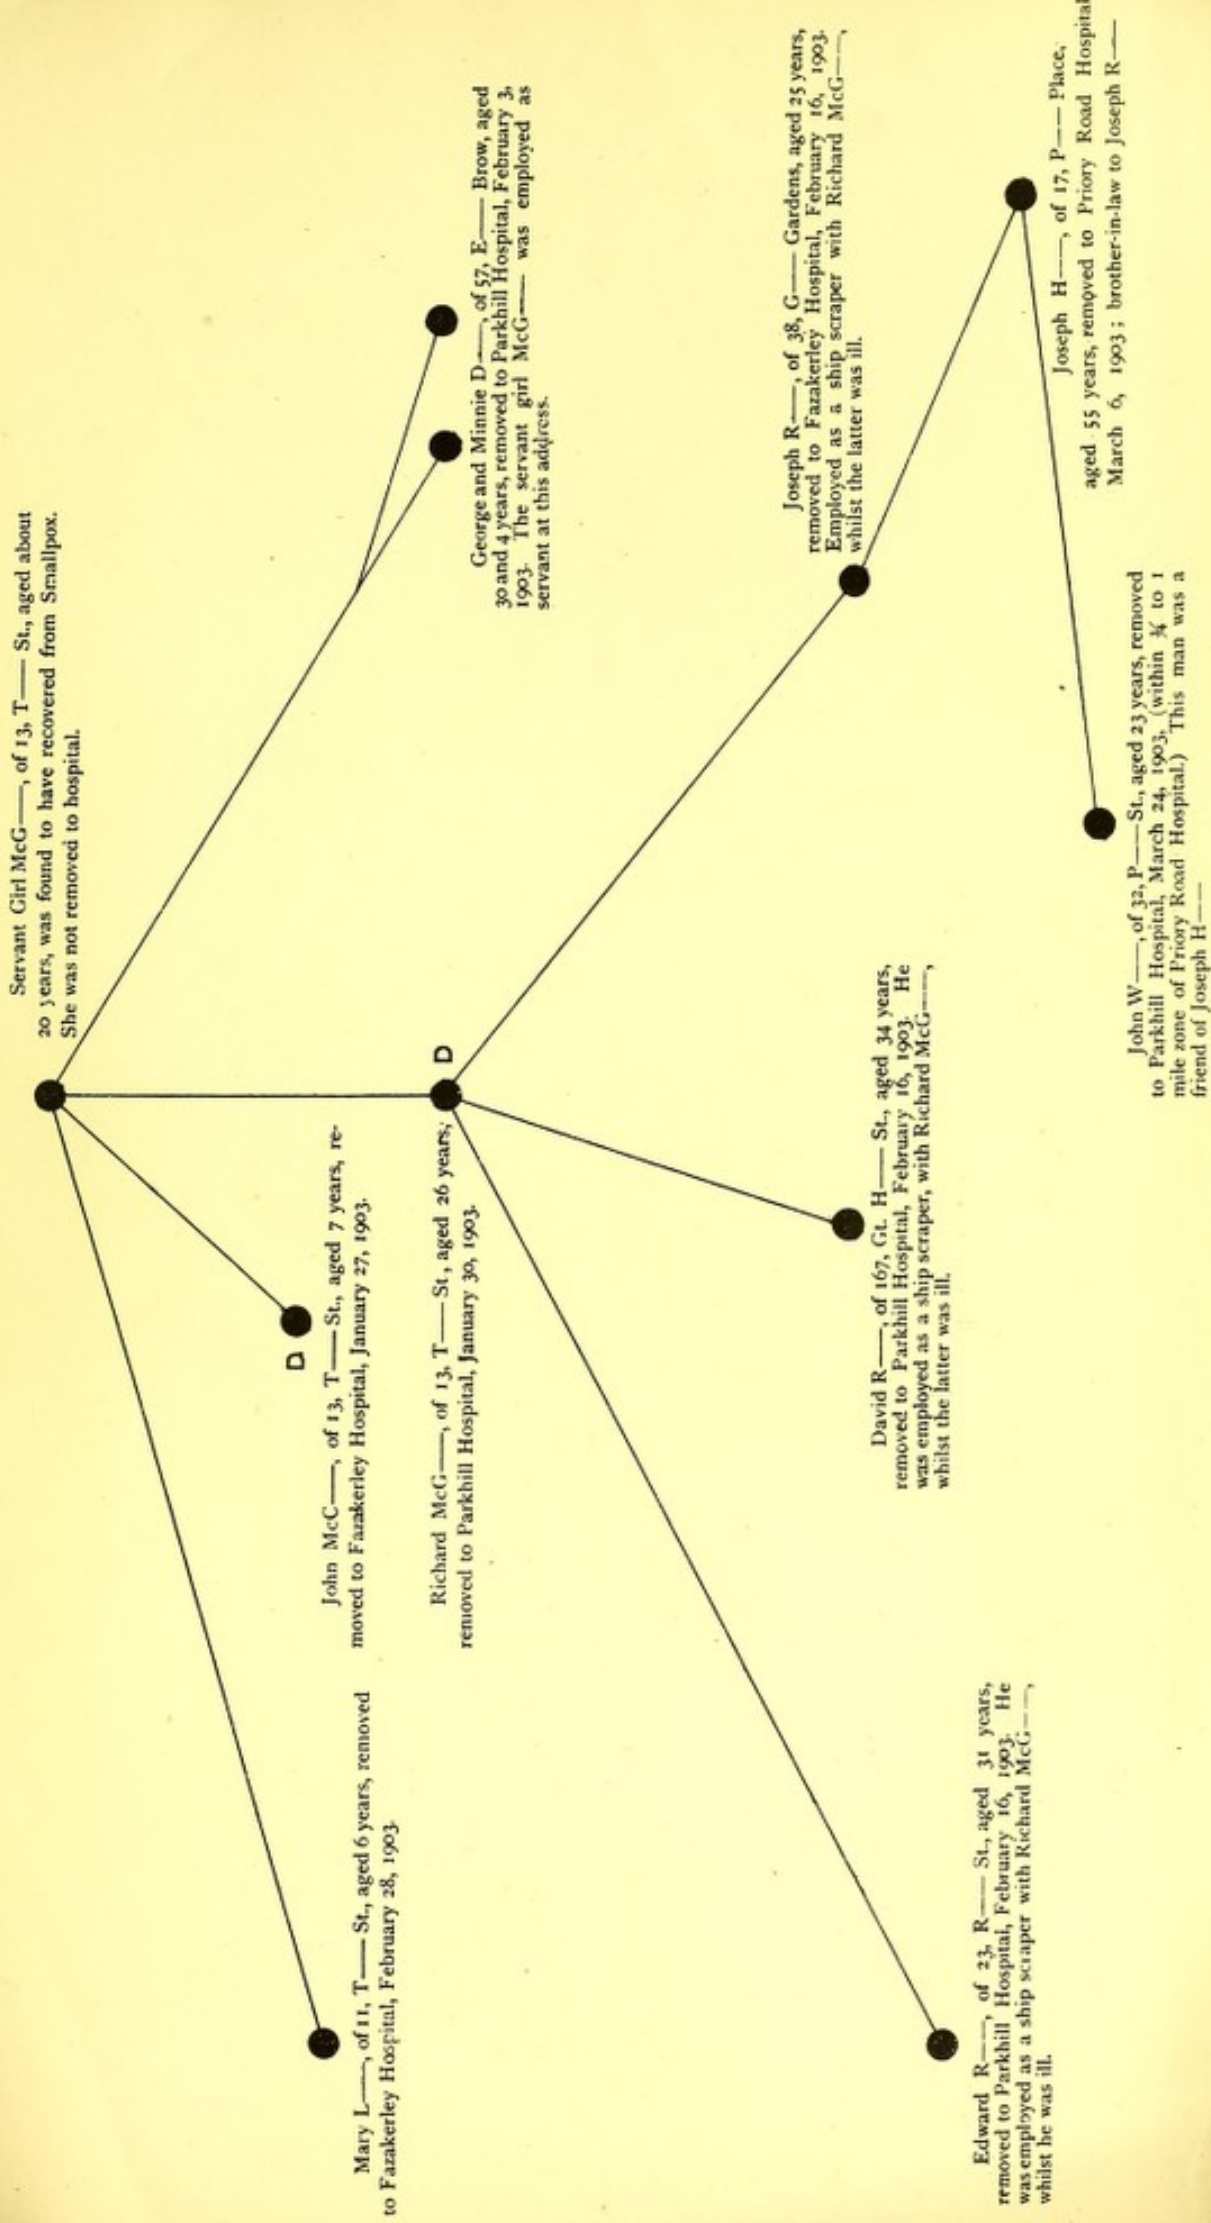 Servant Girl McG——, of 13, T—— St., aged about
20 years, was found to have recovered from Smallpox.
She was not removed to hospital.
Mary L——, of 11, T—— St., aged 6 years, removed
to Fazakerley Hospital, February 28, 1903.
D
John McC——, of 13, T—— St., aged 7 years, re-
moved to Fazakerley Hospital, January 27, 1903.
D
Richard McG——, of 13, T—— St, aged 26 years,
removed to Parkhill Hospital, January 30, 1903.
George and Minnie D——, of 57, E—— Brow, aged
30 and 4 years, removed to Parkhill Hospital, February 3,
1903. The servant girl McG—— was employed as
servant at this address.
Edward R——, of 23, R—— St., aged 31 years,
removed to Parkhill Hospital, February 16, 1903. He
was employed as a ship scraper with Richard McG——,
whilst he was ill.
David R——, of 167, Gt. H—— St., aged 34 years,
removed to Parkhill Hospital, February 16, 1903. He
was employed as a ship scraper, with Richard McG——,
whilst the latter was ill.
Joseph R——, of 38, G—— Gardens, aged 25 years,
removed to Fazakerley Hospital, February 16, 1903.
Employed as a ship scraper with Richard McG——,
whilst the latter was ill.
John W——, of 32, P—— St., aged 23 years, removed
to Parkhill Hospital, March 24, 1903, (within ¾ to 1
mile zone of Priory Road Hospital.) This man was a
friend of Joseph H——
Joseph H——, of 17, P—— Place,
aged 55 years, removed to Priory Road Hospital
March 6, 1903; brother-in-law to Joseph R——